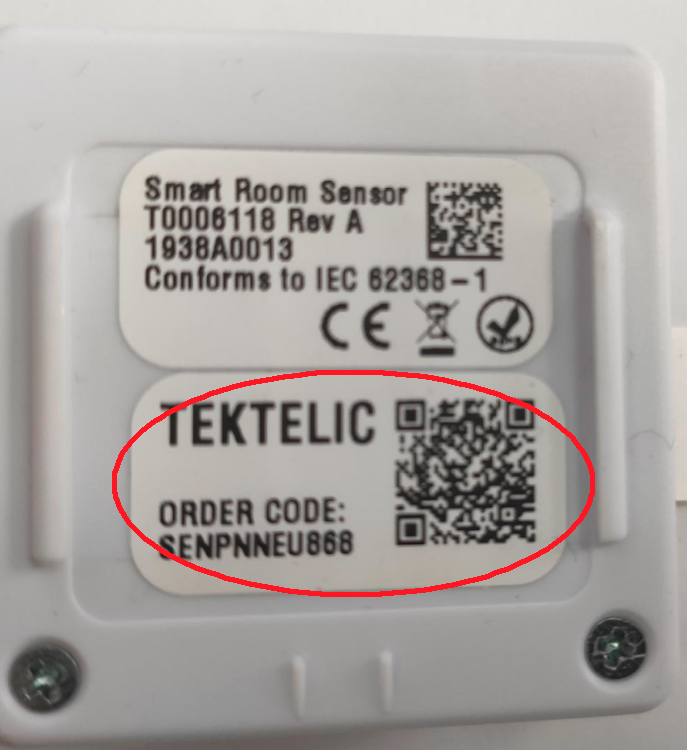 Smart Room Sensor
T0006118 Rev A
1938A0013
Conforms to IEC 62368-1
CE
TEKTELIC
ORDER CODE:
SENPNNEU868